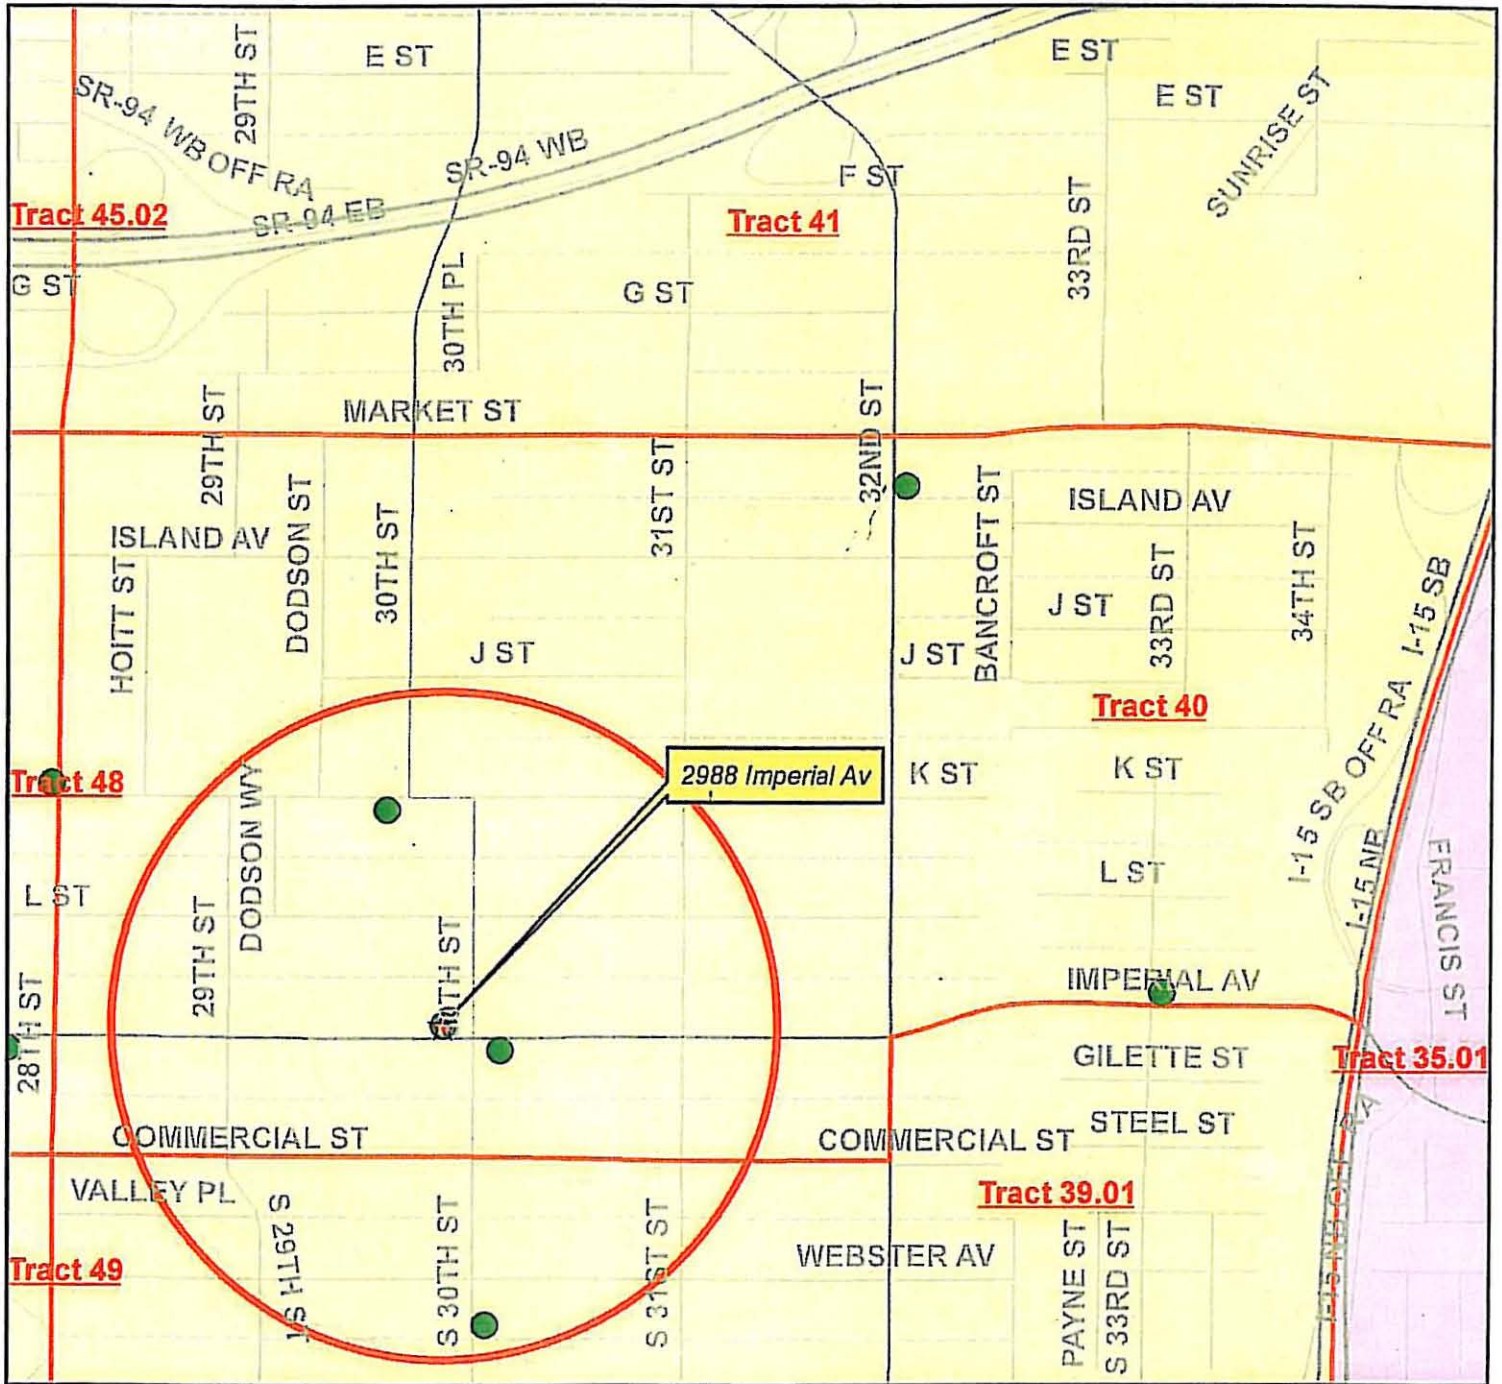 E ST
E ST
29TH ST
E ST
SR-94 WB OFF RA
SR-94 WB
SUNRISE ST
F ST
Tract 45.02
SR-94 EB
Tract 41
33RD ST
G ST
G ST
30TH PL
MARKET ST
29TH ST
32ND ST
31ST ST
ISLAND AV
BANCROFT ST
DODSON ST
ISLAND AV
30TH ST
34TH ST
HOITT ST
33RD ST
J ST
I-15 SB
J ST
J ST
Tract 40
I-15 SB OFF RA
2988 Imperial Av
K ST
K ST
Tract 48
DODSON WY
L ST
L ST
I-15 NB
FRANCIS ST
29TH ST
30TH ST
28TH ST
IMPERIAL AV
GILETTE ST
Tract 35.01
COMMERCIAL ST
COMMERCIAL ST
STEEL ST
I-15 NB OFF RA
VALLEY PL
Tract 39.01
S 29TH ST
S 30TH ST
S 31ST ST
WEBSTER AV
PAYNE ST
S 33RD ST
Tract 49